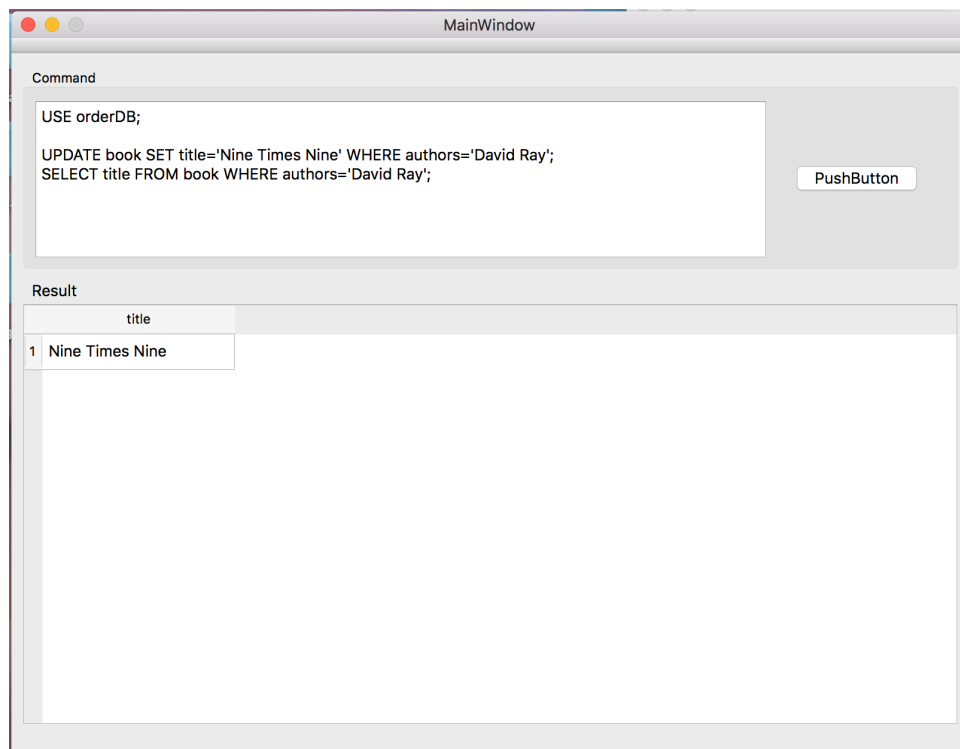 MainWindow
Command
USE orderDB;
UPDATE book SET title='Nine Times Nine' WHERE authors='David Ray';
SELECT title FROM book WHERE authors='David Ray';
PushButton
Result
title
1 Nine Times Nine